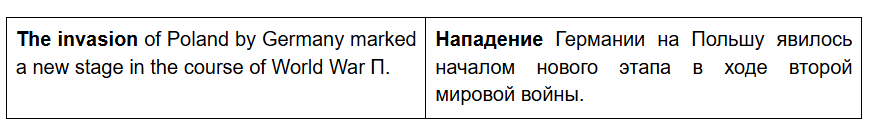 The invasion of Poland by Germany marked
a new stage in the course of World War П.
Нападение Германии на Польшу явилось
началом нового этапа в ходе второй
мировой войны.